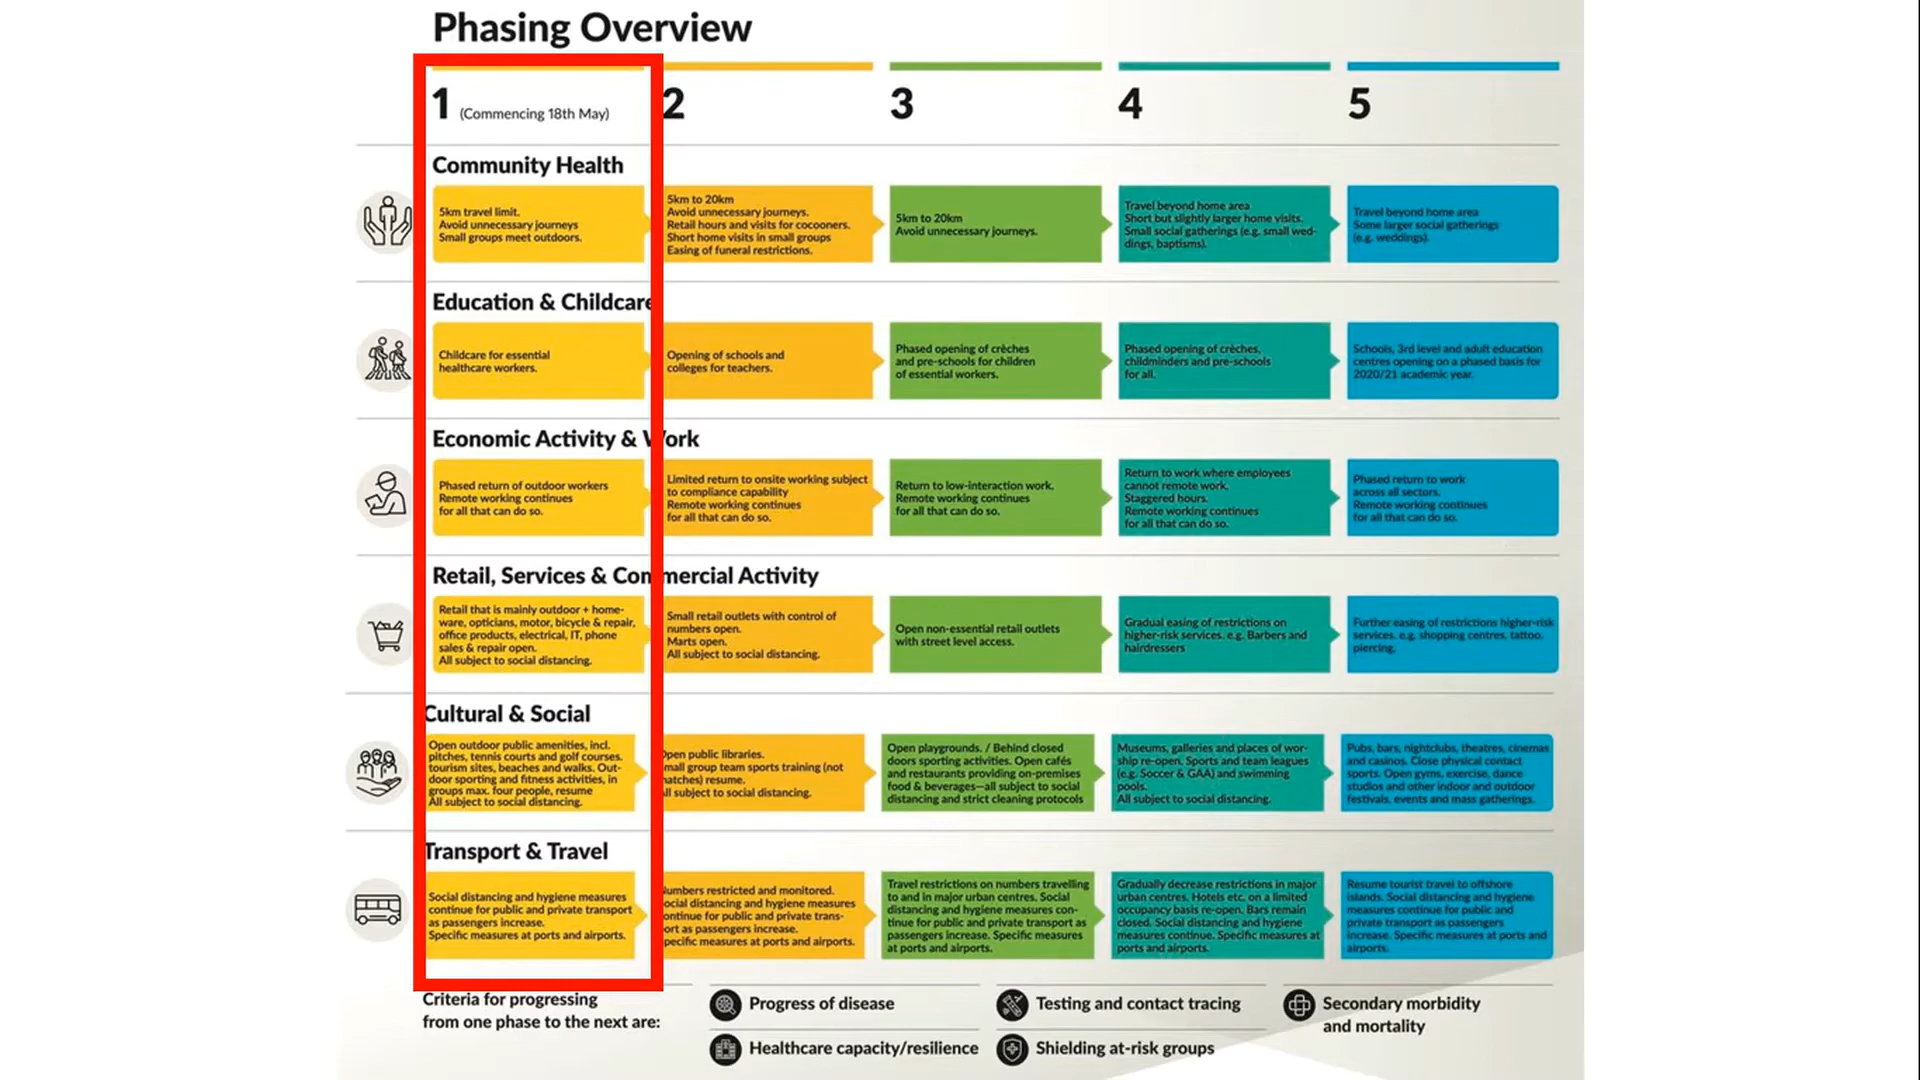 Phasing Overview
1 (Commencing 18th May)
2
3
4
5
Community Health
5km travel limit.
Avoid unnecessary journeys
Small groups meet outdoors.
5km to 20km
Avoid unnecessary journeys.
Retail hours and visits for cocooners.
Short home visits in small groups
Easing of funeral restrictions.
5km to 20km
Avoid unnecessary journeys.
Travel beyond home area
Short but slightly larger home visits.
Small social gatherings (e.g. small wed-
dings, baptisms).
Travel beyond home area
Some larger social gatherings
(e.g. weddings).
Education & Childcare
Childcare for essential
healthcare workers.
Opening of schools and
colleges for teachers.
Phased opening of crèches
and pre-schools for children
of essential workers.
Phased opening of crèches,
childminders and pre-schools
for all.
Schools, 3rd level and adult education
centres opening on a phased basis for
2020/21 academic year.
Economic Activity & Work
Phased return of outdoor workers
Remote working continues
for all that can do so.
Limited return to onsite working subject
to compliance capability
Remote working continues
for all that can do so.
Return to low-interaction work.
Remote working continues
for all that can do so.
Return to work where employees
cannot remote work.
Staggered hours.
Remote working continues
for all that can do so.
Phased return to work
across all sectors.
Remote working continues
for all that can do so.
Retail, Services & Commercial Activity
Retail that is mainly outdoor + home-
ware, opticians, motor, bicycle & repair,
office products, electrical, IT, phone
sales & repair open.
All subject to social distancing.
Small retail outlets with control of
numbers open.
Marts open.
All subject to social distancing.
Open non-essential retail outlets
with street level access.
Gradual easing of restrictions on
higher-risk services. e.g. Barbers and
hairdressers
Further easing of restrictions higher-risk
services. e.g. shopping centres, tattoo,
piercing.
Cultural & Social
Open outdoor public amenities, incl.
pitches, tennis courts and golf courses.
tourism sites, beaches and walks. Out-
door sporting and fitness activities, in
groups max. four people, resume
All subject to social distancing.
Open public libraries.
Small group team sports training (not
matches) resume.
All subject to social distancing.
Open playgrounds. / Behind closed
doors sporting activities. Open cafés
and restaurants providing on-premises
food & beverages—all subject to social
distancing and strict cleaning protocols
Museums, galleries and places of wor-
ship re-open. Sports and team leagues
(e.g. Soccer & GAA) and swimming
pools.
All subject to social distancing.
Pubs, bars, nightclubs, theatres, cinemas
and casinos. Close physical contact
sports. Open gyms, exercise, dance
studios and other indoor and outdoor
festivals, events and mass gatherings.
Transport & Travel
Social distancing and hygiene measures
continue for public and private transport
as passengers increase.
Specific measures at ports and airports.
Numbers restricted and monitored.
Social distancing and hygiene measures
continue for public and private trans-
port as passengers increase.
Specific measures at ports and airports.
Travel restrictions on numbers travelling
to and in major urban centres. Social
distancing and hygiene measures con-
tinue for public and private transport as
passengers increase. Specific measures
at ports and airports.
Gradually decrease restrictions in major
urban centres. Hotels etc. on a limited
occupancy basis re-open. Bars remain
closed. Social distancing and hygiene
measures continue. Specific measures at
ports and airports.
Resume tourist travel to offshore
islands. Social distancing and hygiene
measures continue for public and
private transport as passengers
increase. Specific measures at ports and
airports.
Criteria for progressing
from one phase to the next are:
Progress of disease
Testing and contact tracing
Secondary morbidity
and mortality
Healthcare capacity/resilience
Shielding at-risk groups